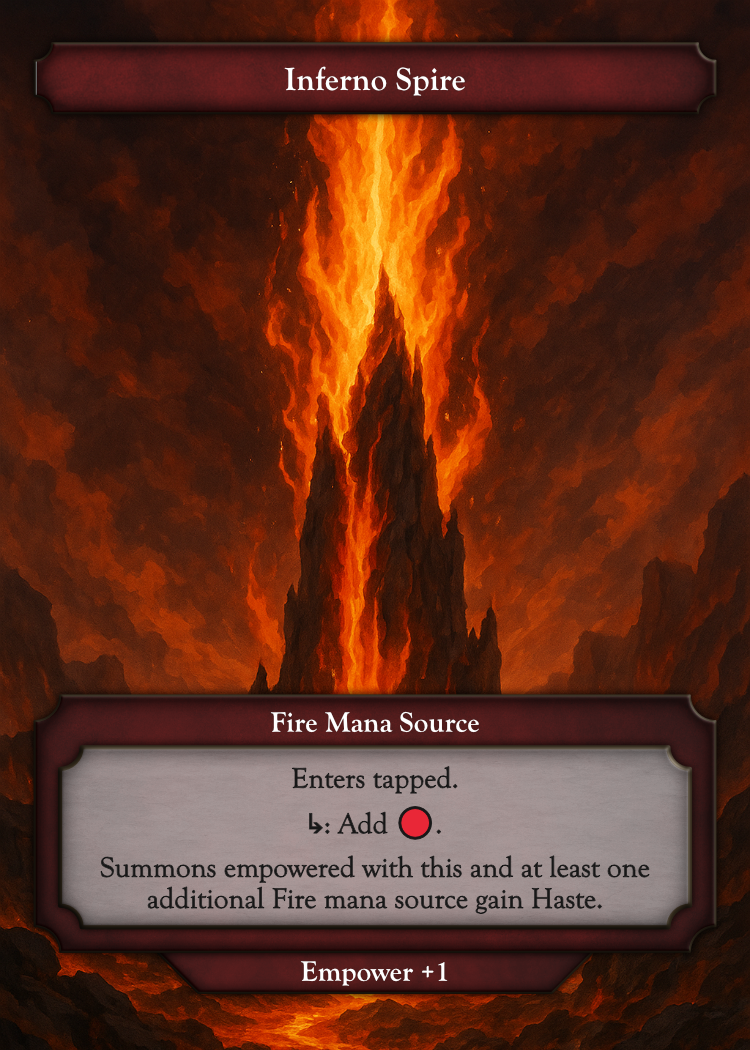 Inferno Spire
Fire Mana Source
Enters tapped.
↳: Add 🔴.
Summons empowered with this and at least one
additional Fire mana source gain Haste.
Empower +1